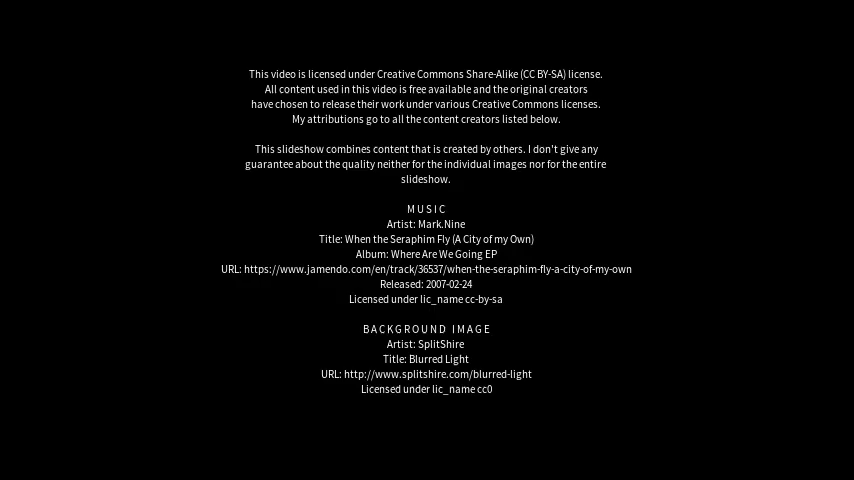 This video is licensed under Creative Commons Share-Alike (CC BY-SA) license.
All content used in this video is free available and the original creators
have chosen to release their work under various Creative Commons licenses.
My attributions go to all the content creators listed below.
This slideshow combines content that is created by others. I don't give any
guarantee about the quality neither for the individual images nor for the entire
slideshow.
MUSIC
Artist: Mark.Nine
Title: When the Seraphim Fly (A City of my Own)
Album: Where Are We Going EP
URL: https://www.jamendo.com/en/track/36537/when-the-seraphim-fly-a-city-of-my-own
Released: 2007-02-24
Licensed under lic_name cc-by-sa
BACKGROUND IMAGE
Artist: SplitShire
Title: Blurred Light
URL: http://www.splitshire.com/blurred-light
Licensed under lic_name cc0